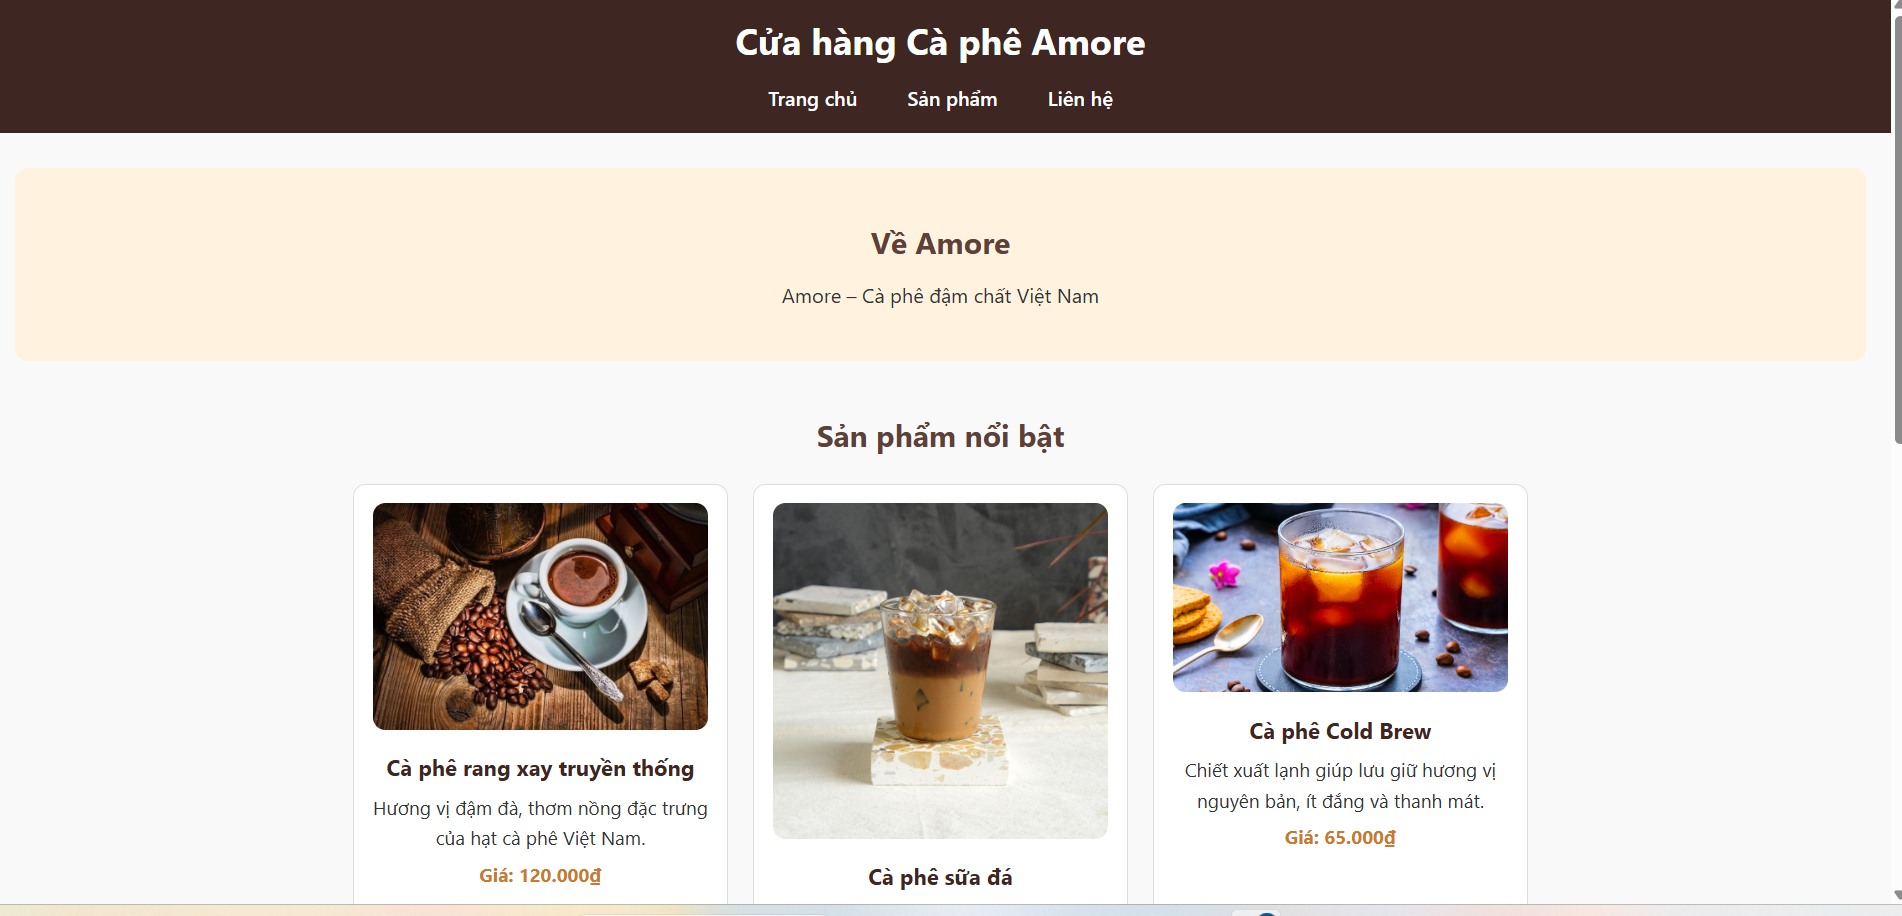 Cửa hàng Cà phê Amore
Trang chủ Sản phẩm Liên hệ
Về Amore
Amore – Cà phê đậm chất Việt Nam
Sản phẩm nổi bật
Cà phê rang xay truyền thống
Hương vị đậm đà, thơm nồng đặc trưng
của hạt cà phê Việt Nam.
Giá: 120.000₫
Cà phê sữa đá
Cà phê Cold Brew
Chiết xuất lạnh giúp lưu giữ hương vị
nguyên bản, ít đắng và thanh mát.
Giá: 65.000₫